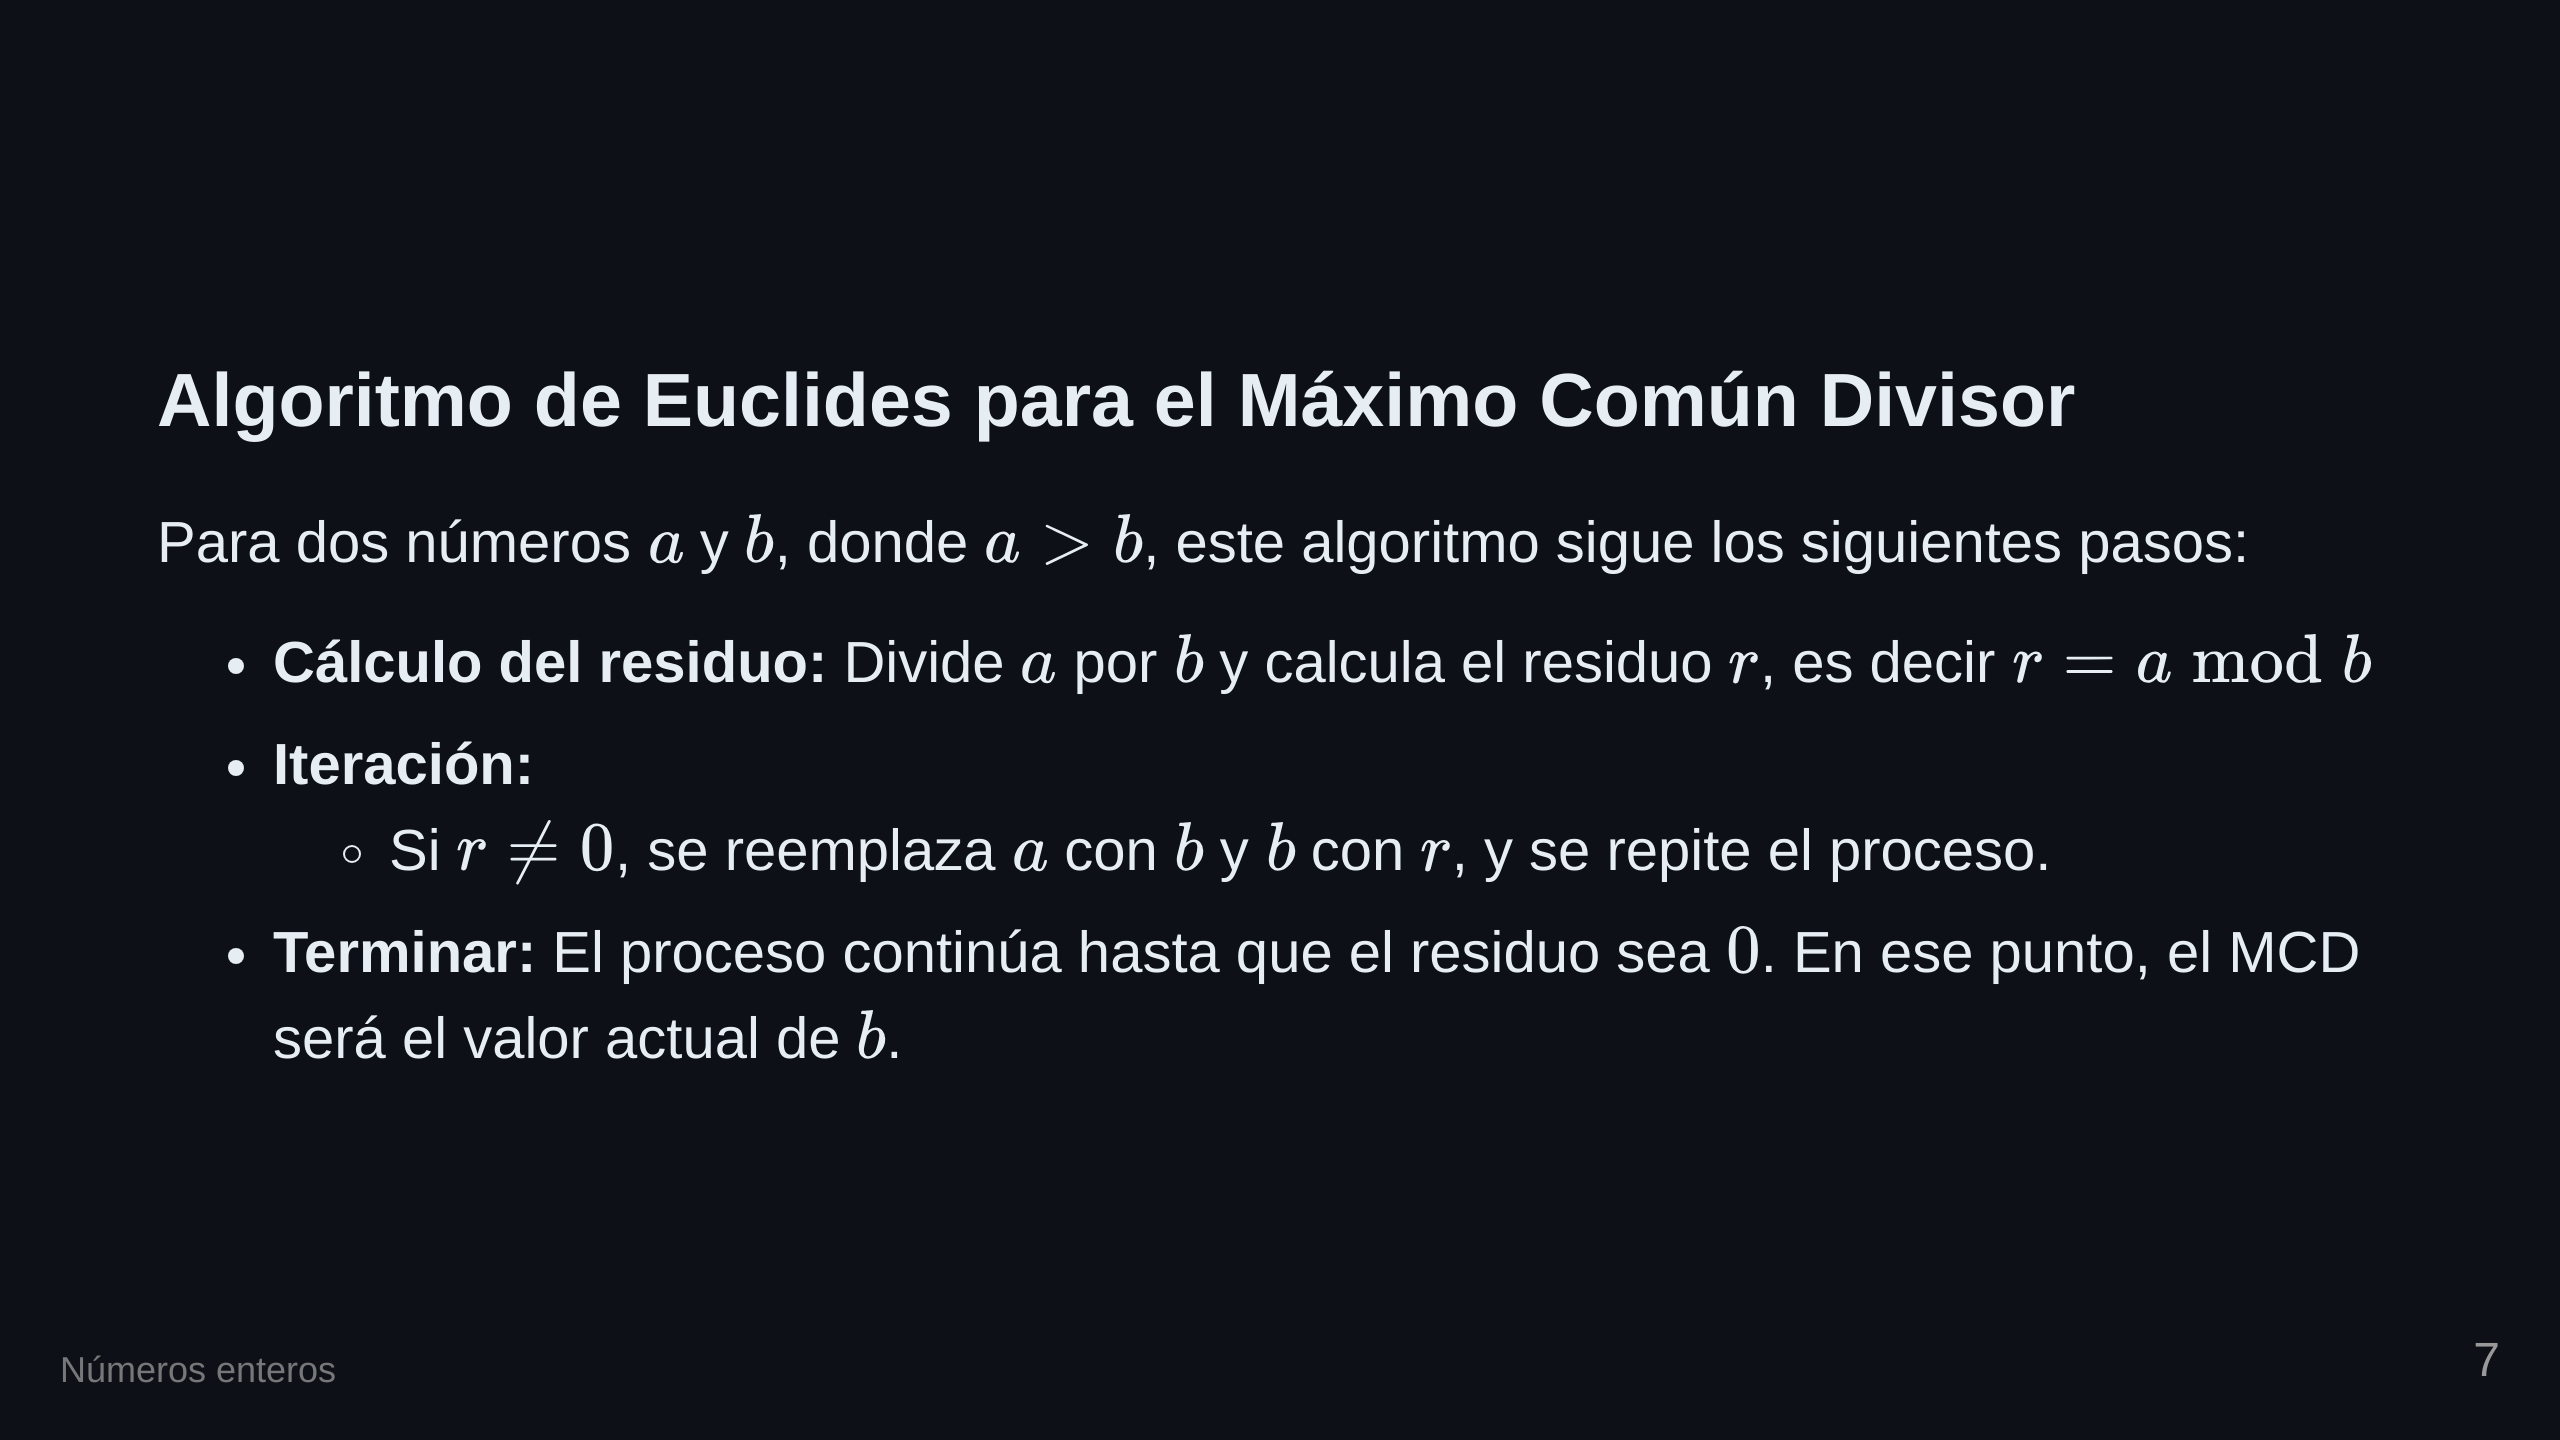 Algoritmo de Euclides para el Máximo Común Divisor
Para dos números a y b, donde a > b, este algoritmo sigue los siguientes pasos:
• Cálculo del residuo: Divide a por b y calcula el residuo r, es decir r = a mod b
• Iteración:
◦ Si r ≠ 0, se reemplaza a con b y b con r, y se repite el proceso.
• Terminar: El proceso continúa hasta que el residuo sea 0. En ese punto, el MCD
será el valor actual de b.
Números enteros
7